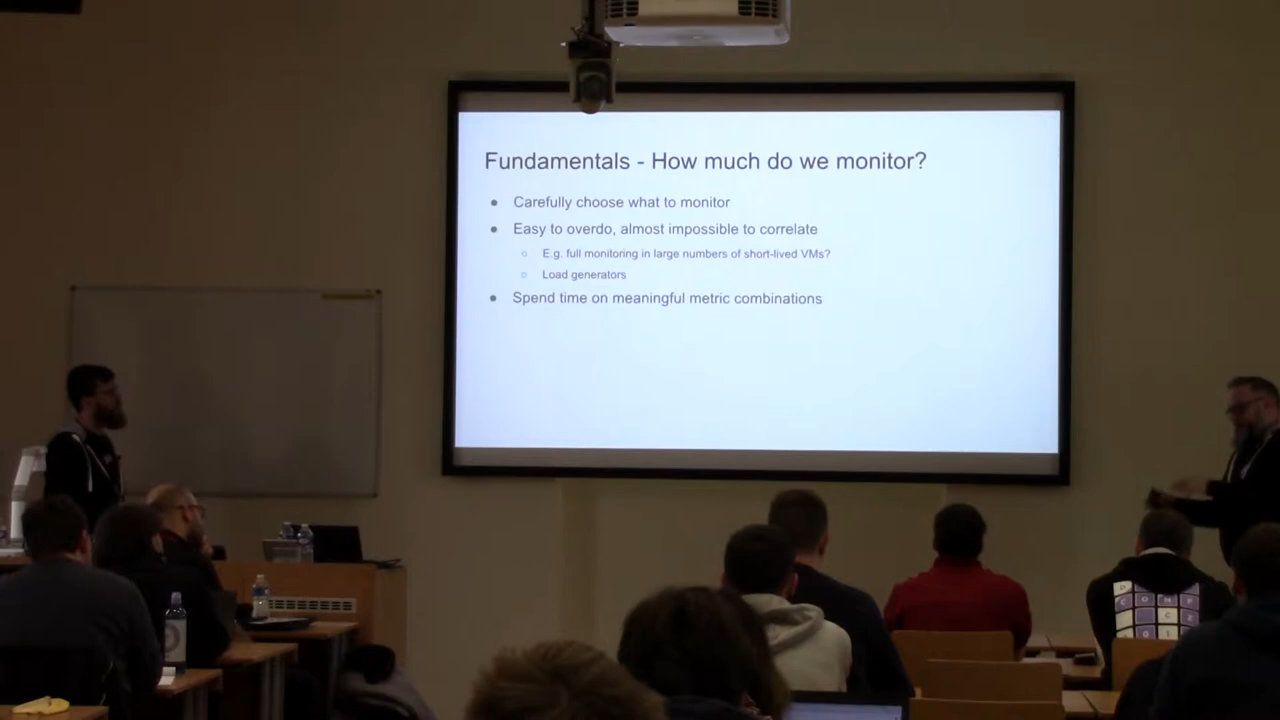 Fundamentals - How much do we monitor?
Carefully choose what to monitor
Easy to overdo, almost impossible to correlate
E.g. full monitoring in large numbers of short-lived VMs?
Load generators
Spend time on meaningful metric combinations